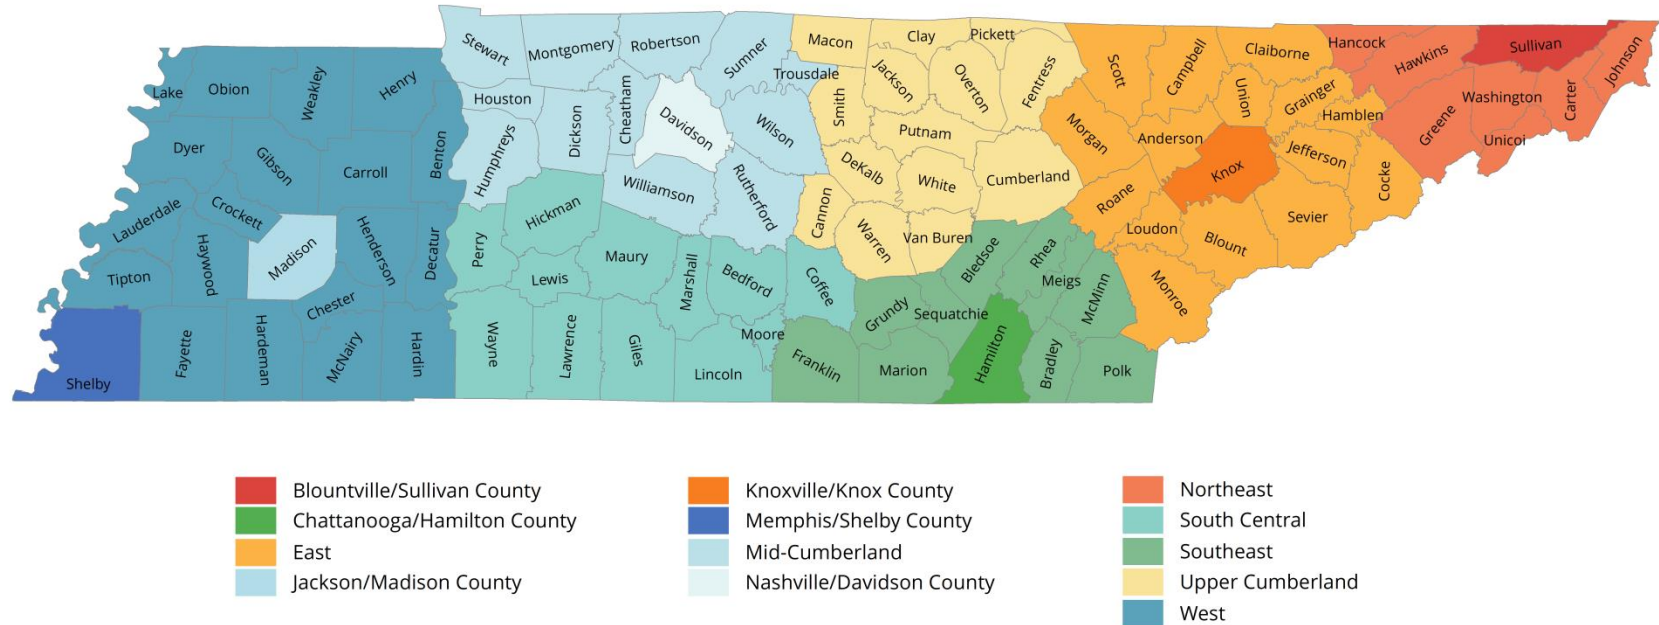 Stewart
Montgomery
Robertson
Sumner
Macon
Clay
Pickett
Scott
Campbell
Claiborne
Hancock
Hawkins
Sullivan
Johnson
Lake
Obion
Weakley
Henry
Houston
Cheatham
Trousdale
Jackson
Overton
Fentress
Union
Grainger
Washington
Carter
Dickson
Davidson
Wilson
Smith
Putnam
Morgan
Anderson
Hamblen
Greene
Unicoi
Dyer
Gibson
Carroll
Benton
Humphreys
Williamson
Rutherford
DeKalb
White
Cumberland
Roane
Knox
Jefferson
Cocke
Lauderdale
Crockett
Madison
Henderson
Decatur
Perry
Hickman
Cannon
Warren
Van Buren
Loudon
Blount
Sevier
Haywood
Tipton
Chester
Lewis
Maury
Marshall
Bedford
Coffee
Bledsoe
Rhea
Meigs
McMinn
Monroe
Grundy
Sequatchie
Shelby
Fayette
Hardeman
McNairy
Hardin
Wayne
Lawrence
Giles
Lincoln
Moore
Franklin
Marion
Hamilton
Bradley
Polk
Blountville/Sullivan County
Chattanooga/Hamilton County
East
Jackson/Madison County
Knoxville/Knox County
Memphis/Shelby County
Mid-Cumberland
Nashville/Davidson County
Northeast
South Central
Southeast
Upper Cumberland
West